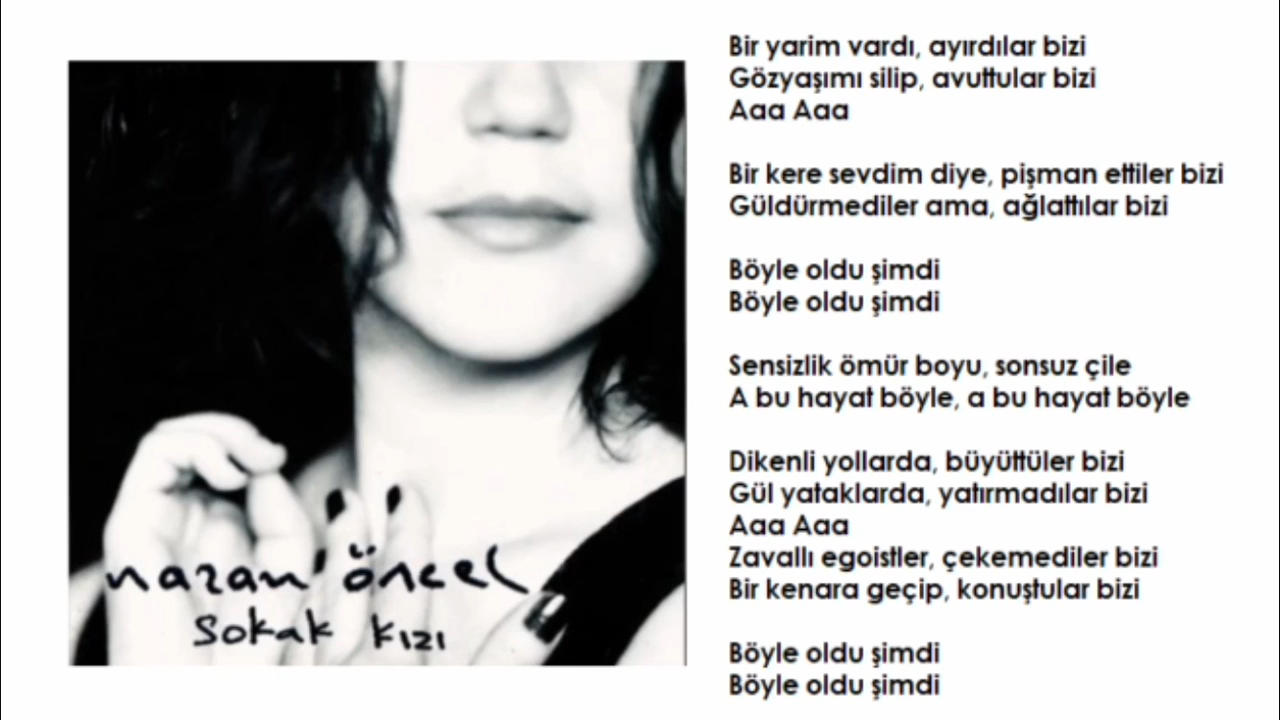 nazan öncel
sokak kızı
Bir yarim vardı, ayırdılar bizi
Gözyaşımı silip, avuttular bizi
Aaa Aaa
Bir kere sevdim diye, pişman ettiler bizi
Güldürmediler ama, ağlattılar bizi
Böyle oldu şimdi
Böyle oldu şimdi
Sensizlik ömür boyu, sonsuz çile
A bu hayat böyle, a bu hayat böyle
Dikenli yollarda, büyüttüler bizi
Gül yataklarda, yatırmadılar bizi
Aaa Aaa
Zavallı egoistler, çekemediler bizi
Bir kenara geçip, konuştular bizi
Böyle oldu şimdi
Böyle oldu şimdi